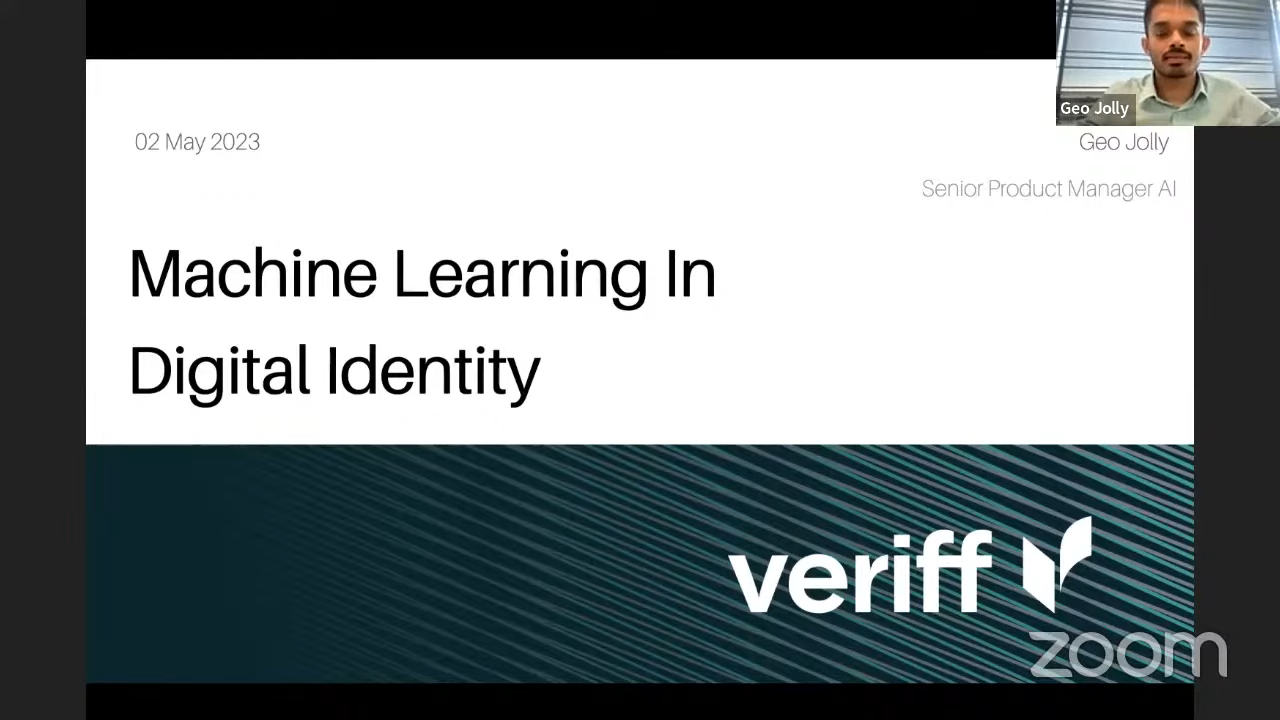 Geo Jolly
02 May 2023
Geo Jolly
Senior Product Manager AI
Machine Learning In
Digital Identity
veriff
zoom